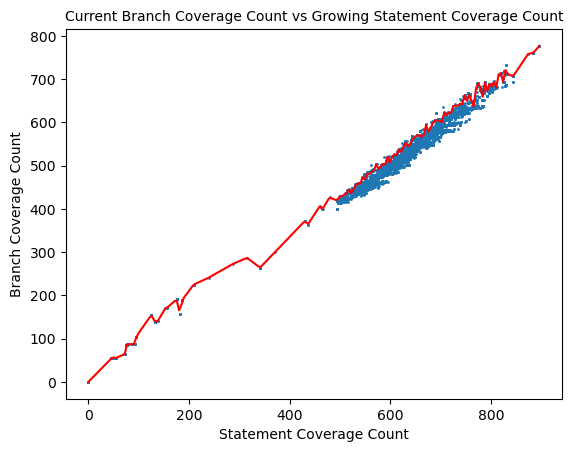 Current Branch Coverage Count vs Growing Statement Coverage Count
800
700
600
500
400
300
200
100
0
Branch Coverage Count
0 200 400 600 800
Statement Coverage Count